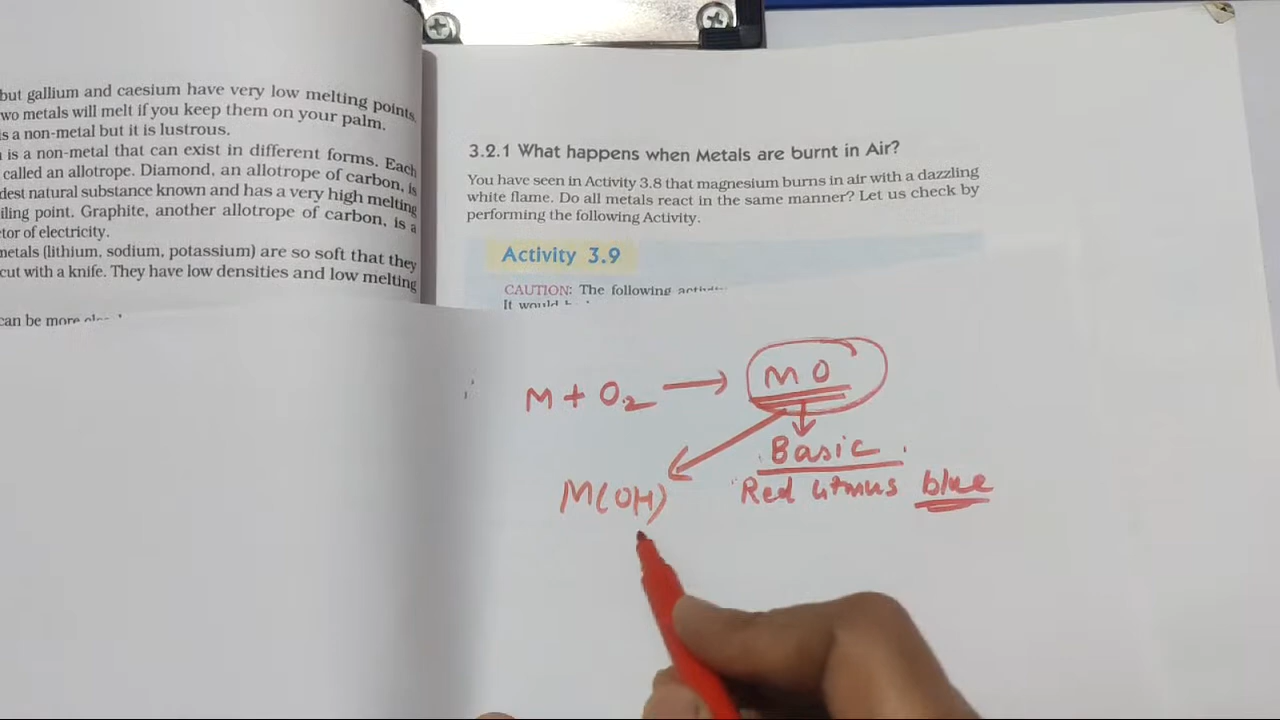 but gallium and caesium have very low melting points.
wo metals will melt if you keep them on your palm.
is a non-metal but it is lustrous.
is a non-metal that can exist in different forms. Each
called an allotrope. Diamond, an allotrope of carbon, is
dest natural substance known and has a very high melting
iling point. Graphite, another allotrope of carbon, is a
tor of electricity.
metals (lithium, sodium, potassium) are so soft that they
cut with a knife. They have low densities and low melting
can be more
3.2.1 What happens when Metals are burnt in Air?
You have seen in Activity 3.8 that magnesium burns in air with a dazzling
white flame. Do all metals react in the same manner? Let us check by
performing the following Activity.
Activity 3.9
CAUTION: The following
It would
M + O2 → MO
Basic
Red litmus blue
M(OH)